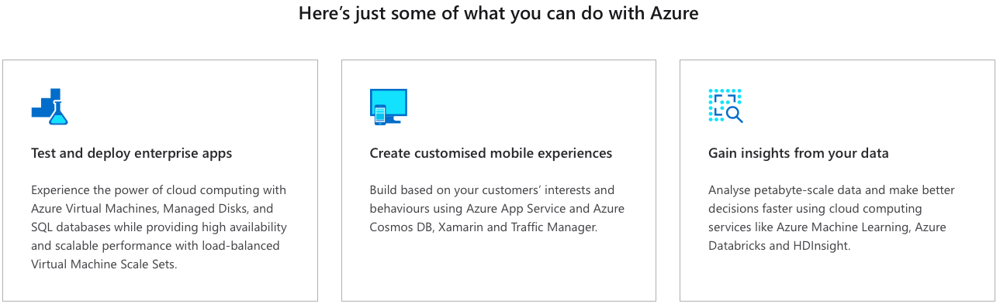 Here’s just some of what you can do with Azure
Test and deploy enterprise apps
Experience the power of cloud computing with
Azure Virtual Machines, Managed Disks, and
SQL databases while providing high availability
and scalable performance with load-balanced
Virtual Machine Scale Sets.
Create customised mobile experiences
Build based on your customers’ interests and
behaviours using Azure App Service and Azure
Cosmos DB, Xamarin and Traffic Manager.
Gain insights from your data
Analyse petabyte-scale data and make better
decisions faster using cloud computing
services like Azure Machine Learning, Azure
Databricks and HDInsight.